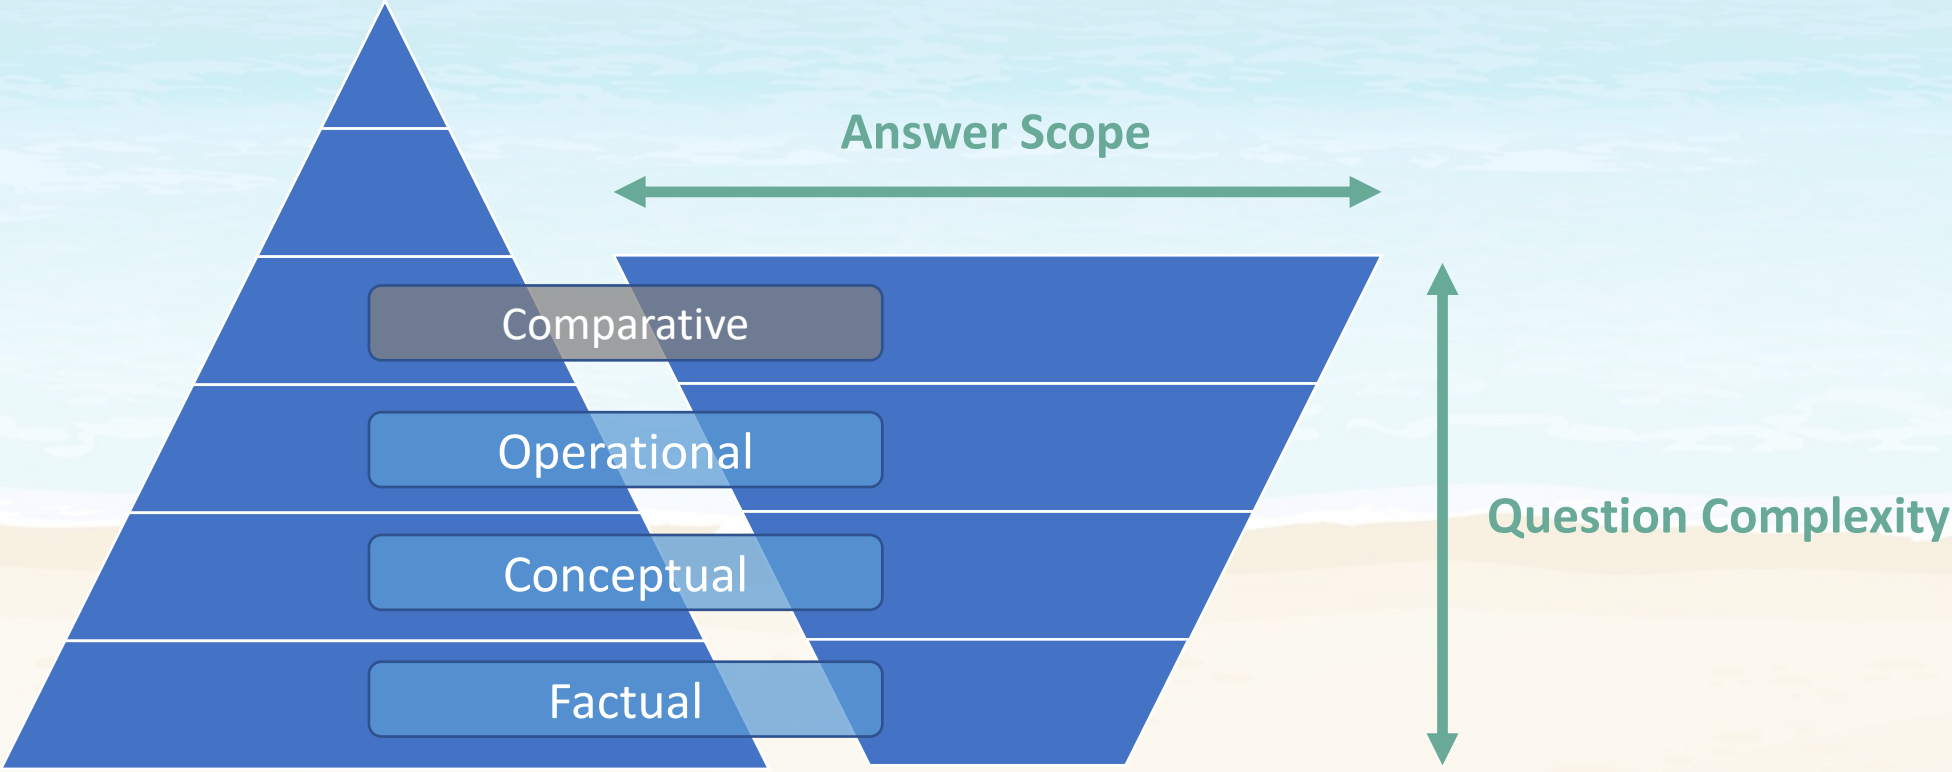 Answer Scope
Comparative
Operational
Question Complexity
Conceptual
Factual